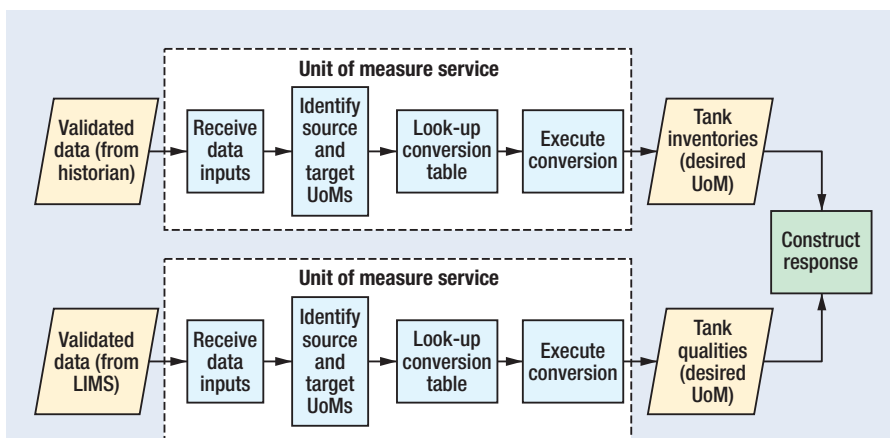 Unit of measure service
Validated
data (from
historian)
Receive
data
inputs
Identify
source
and
target
UoMs
Look-up
conversion
table
Execute
conversion
Tank
inventories
(desired
UoM)
Construct
response
Unit of measure service
Validated
data (from
LIMS)
Receive
data
inputs
Identify
source
and
target
UoMs
Look-up
conversion
table
Execute
conversion
Tank
qualities
(desired
UoM)